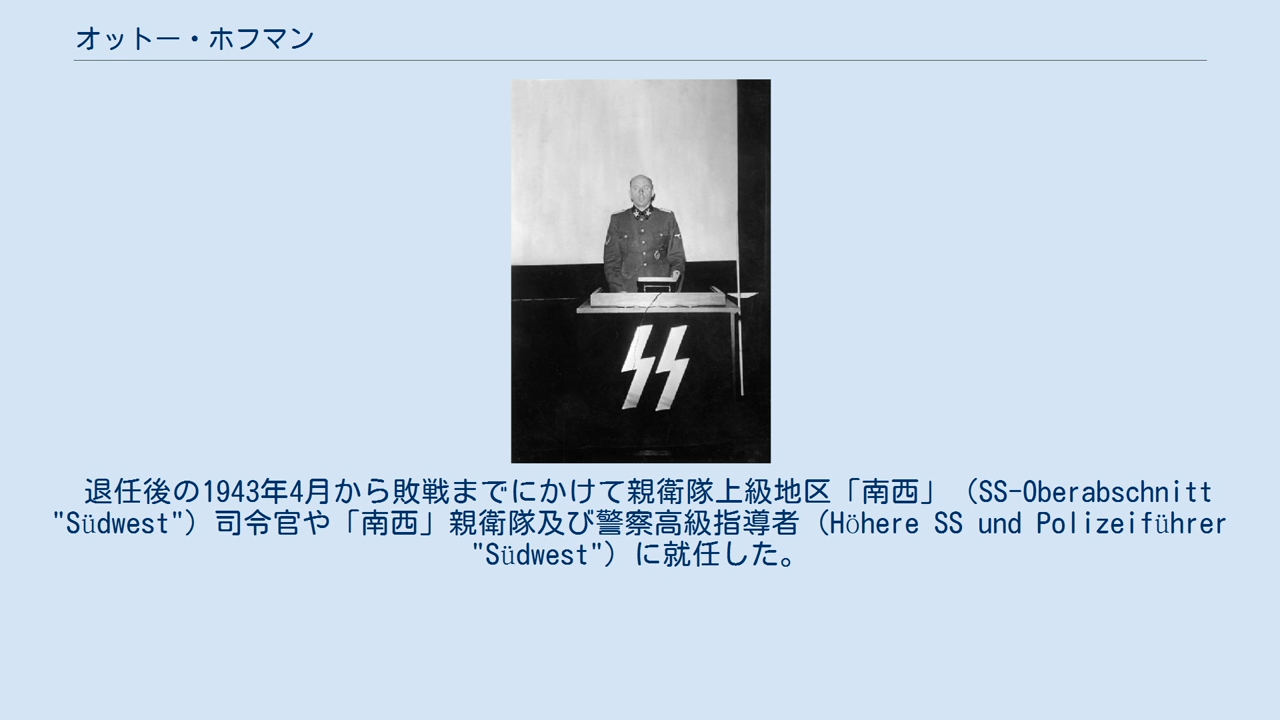 オットー・ホフマン
退任後の1943年4月から敗戦までにかけて親衛隊上級地区「南西」（SS-Oberabschnitt
"Südwest"）司令官や「南西」親衛隊及び警察高級指導者（Höhere SS und Polizeiführer
"Südwest"）に就任した。